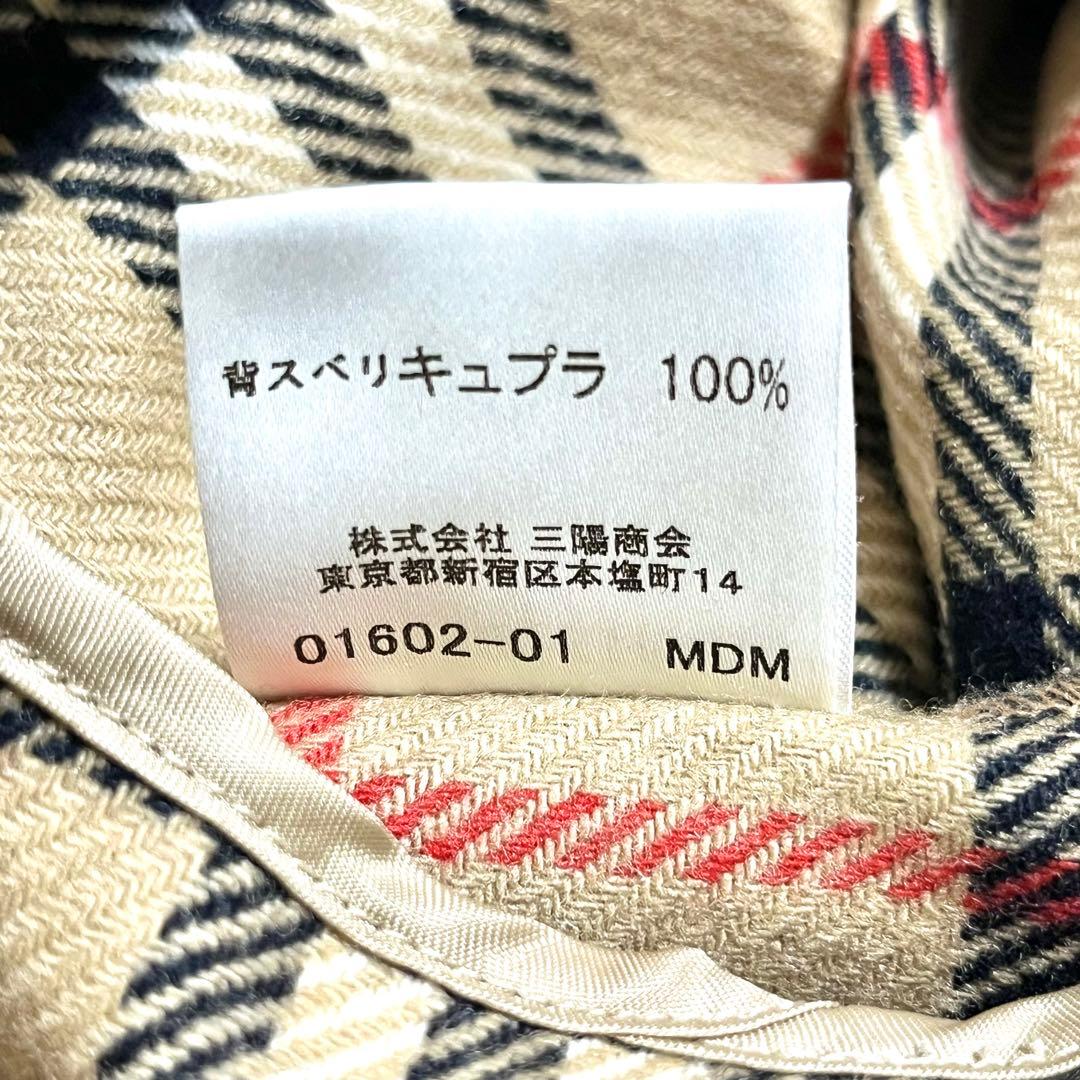 背スベリキュプラ 100%
株式会社 三陽商会
東京都新宿区本塩町14
01602-01 MDM